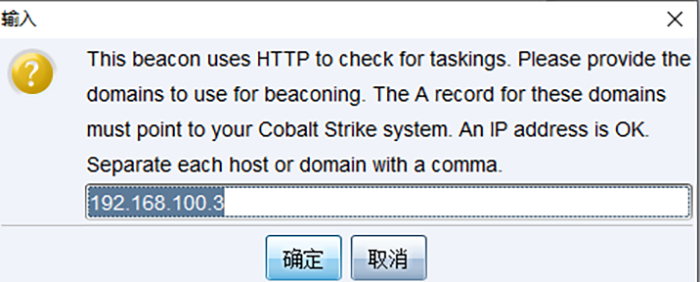 输入
This beacon uses HTTP to check for taskings. Please provide the
domains to use for beaconing. The A record for these domains
must point to your Cobalt Strike system. An IP address is OK.
Separate each host or domain with a comma.
192.168.100.3
确定 取消